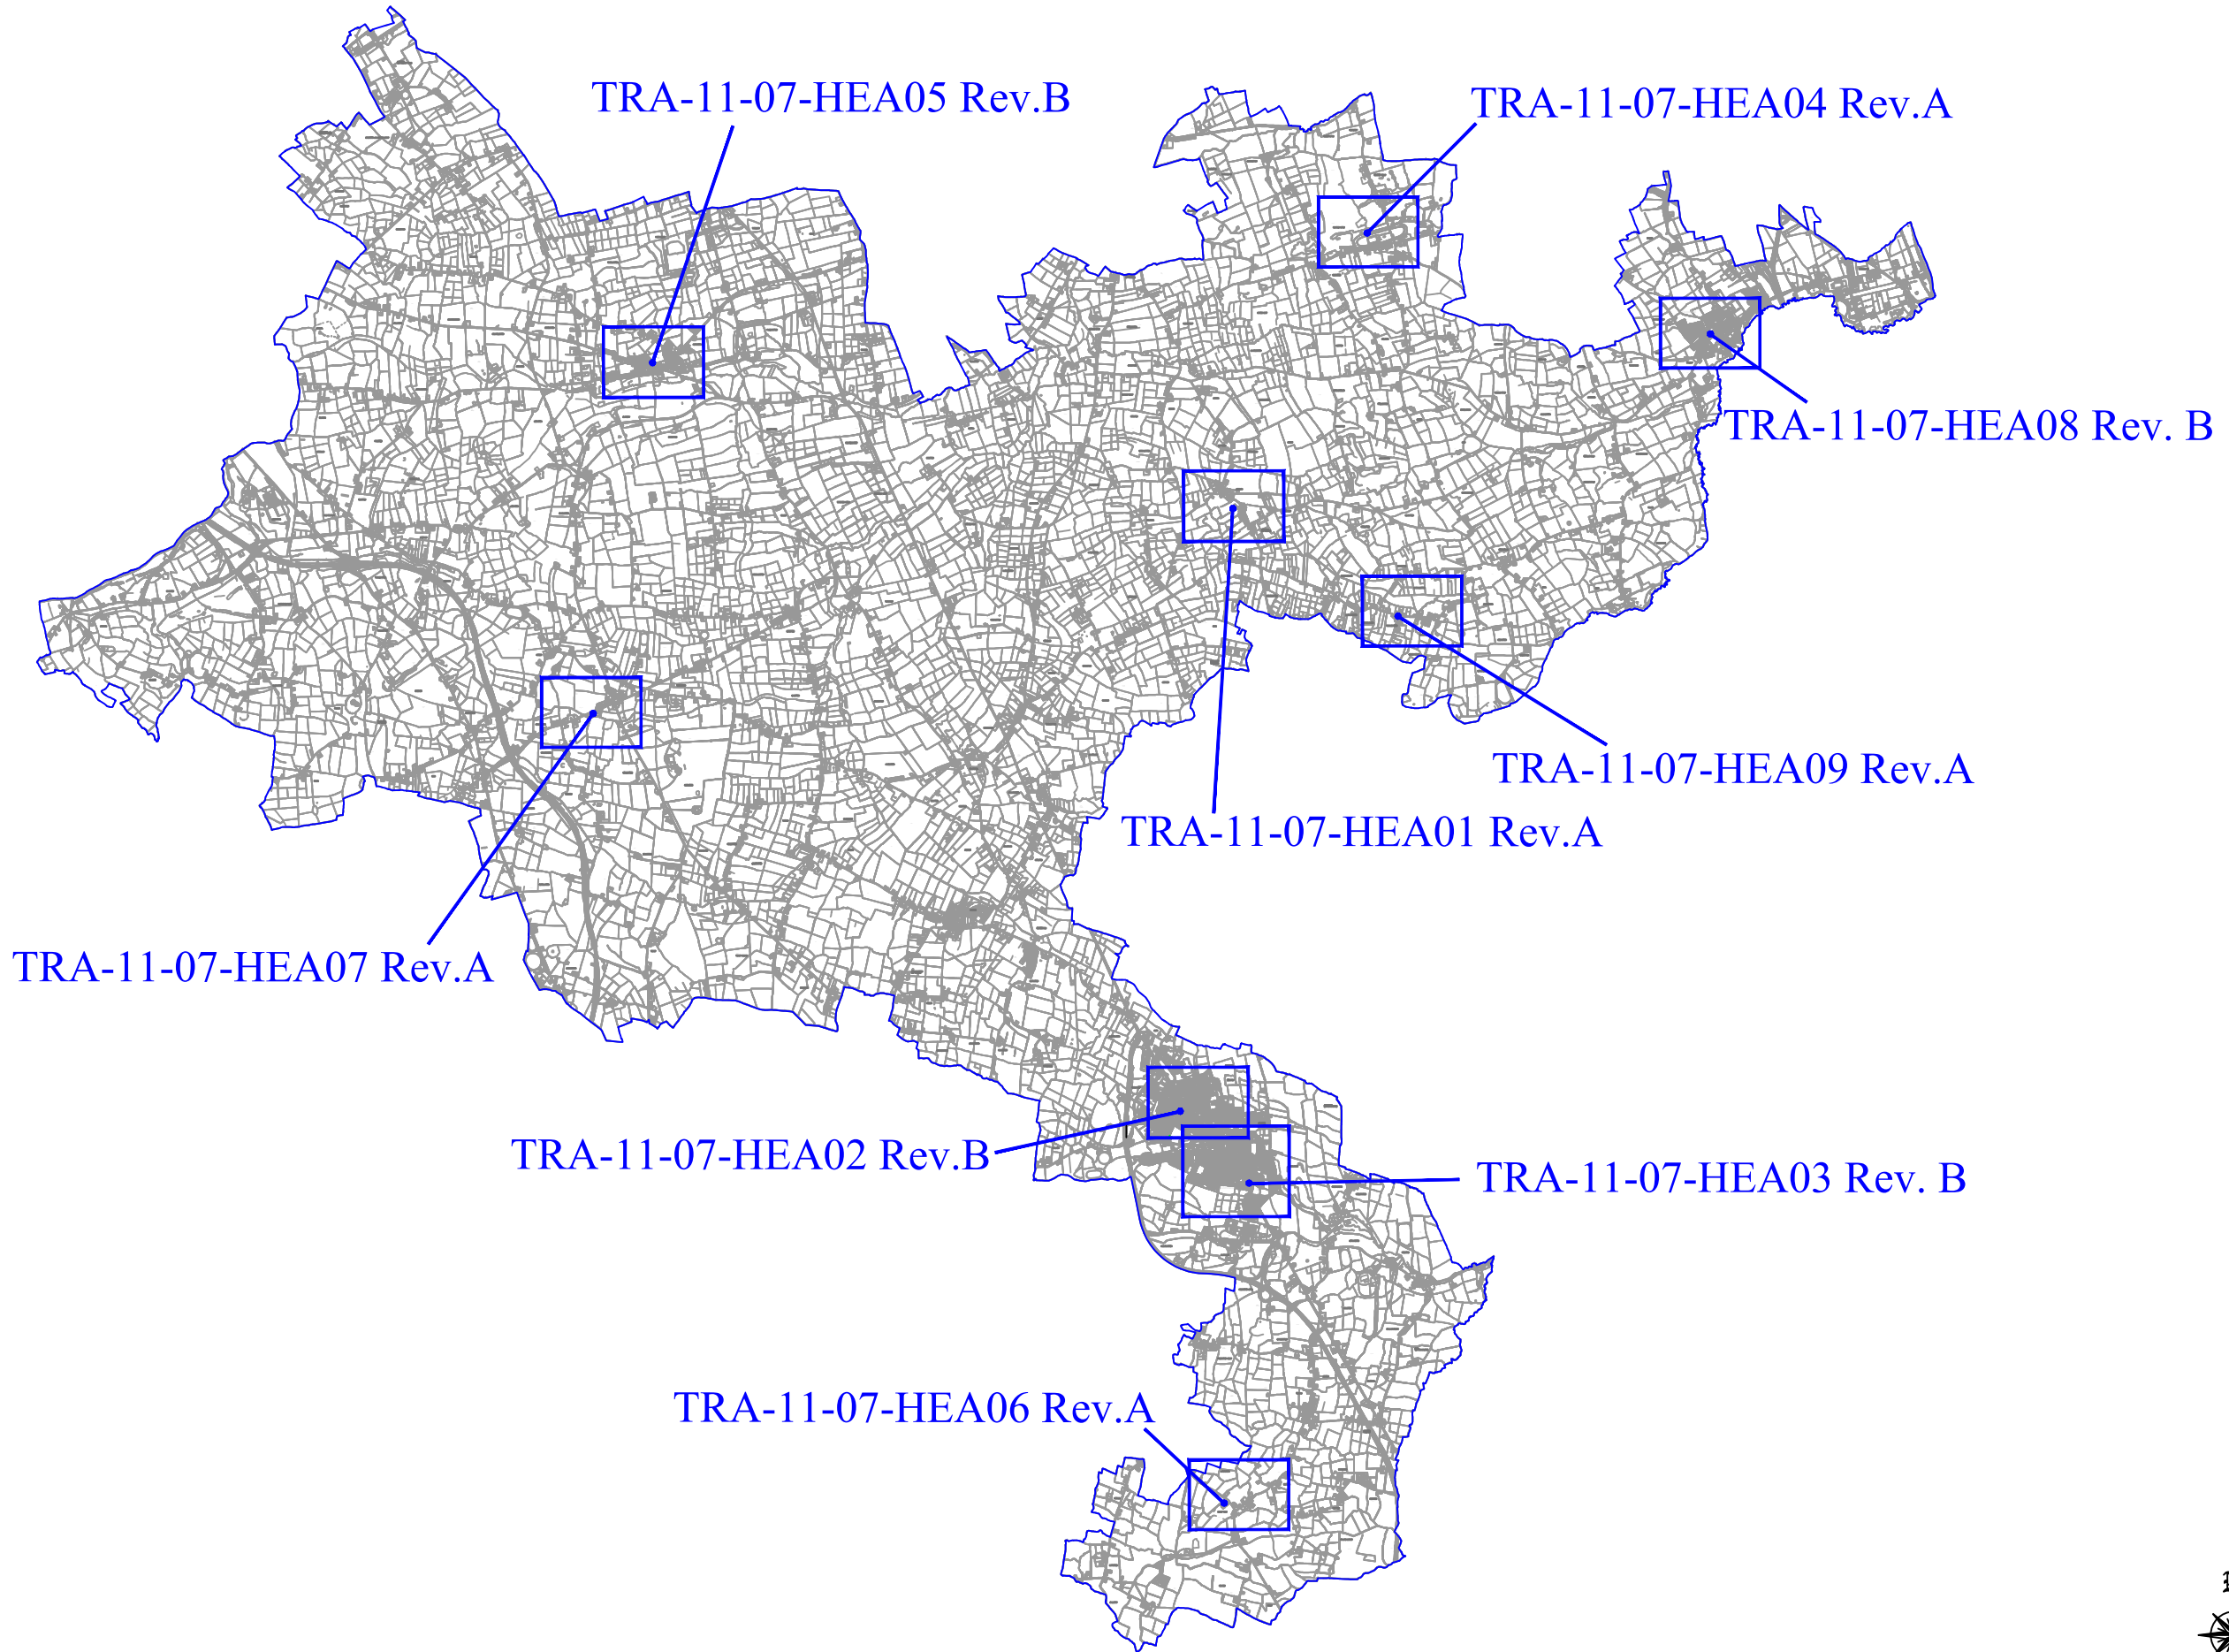 TRA-11-07-HEA05 Rev.B
TRA-11-07-HEA04 Rev.A
TRA-11-07-HEA08 Rev. B
TRA-11-07-HEA09 Rev.A
TRA-11-07-HEA01 Rev.A
TRA-11-07-HEA07 Rev.A
TRA-11-07-HEA02 Rev.B
TRA-11-07-HEA03 Rev. B
TRA-11-07-HEA06 Rev.A